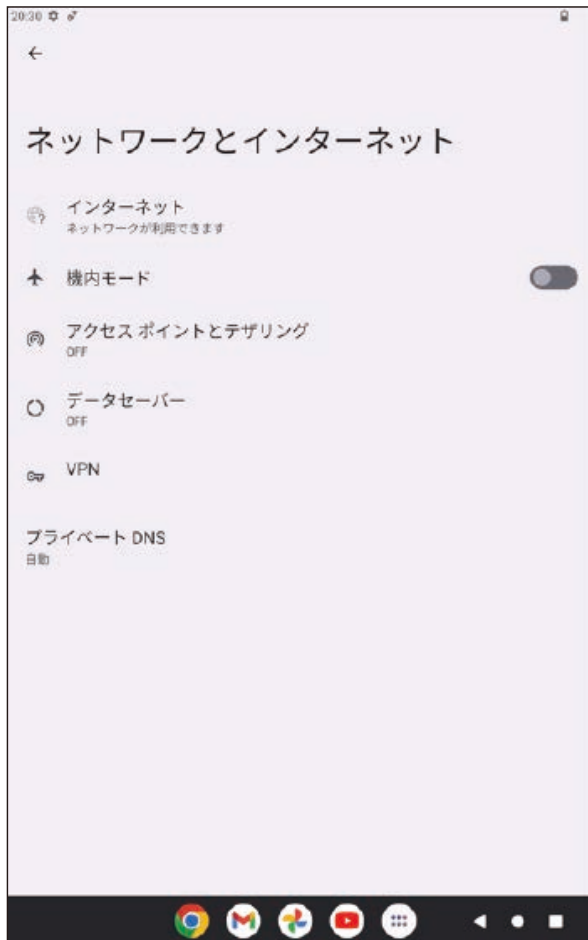 20:30
ネットワークとインターネット
インターネット
ネットワークが利用できます
機内モード
アクセス ポイントとテザリング
OFF
データセーバー
OFF
VPN
プライベート DNS
自動